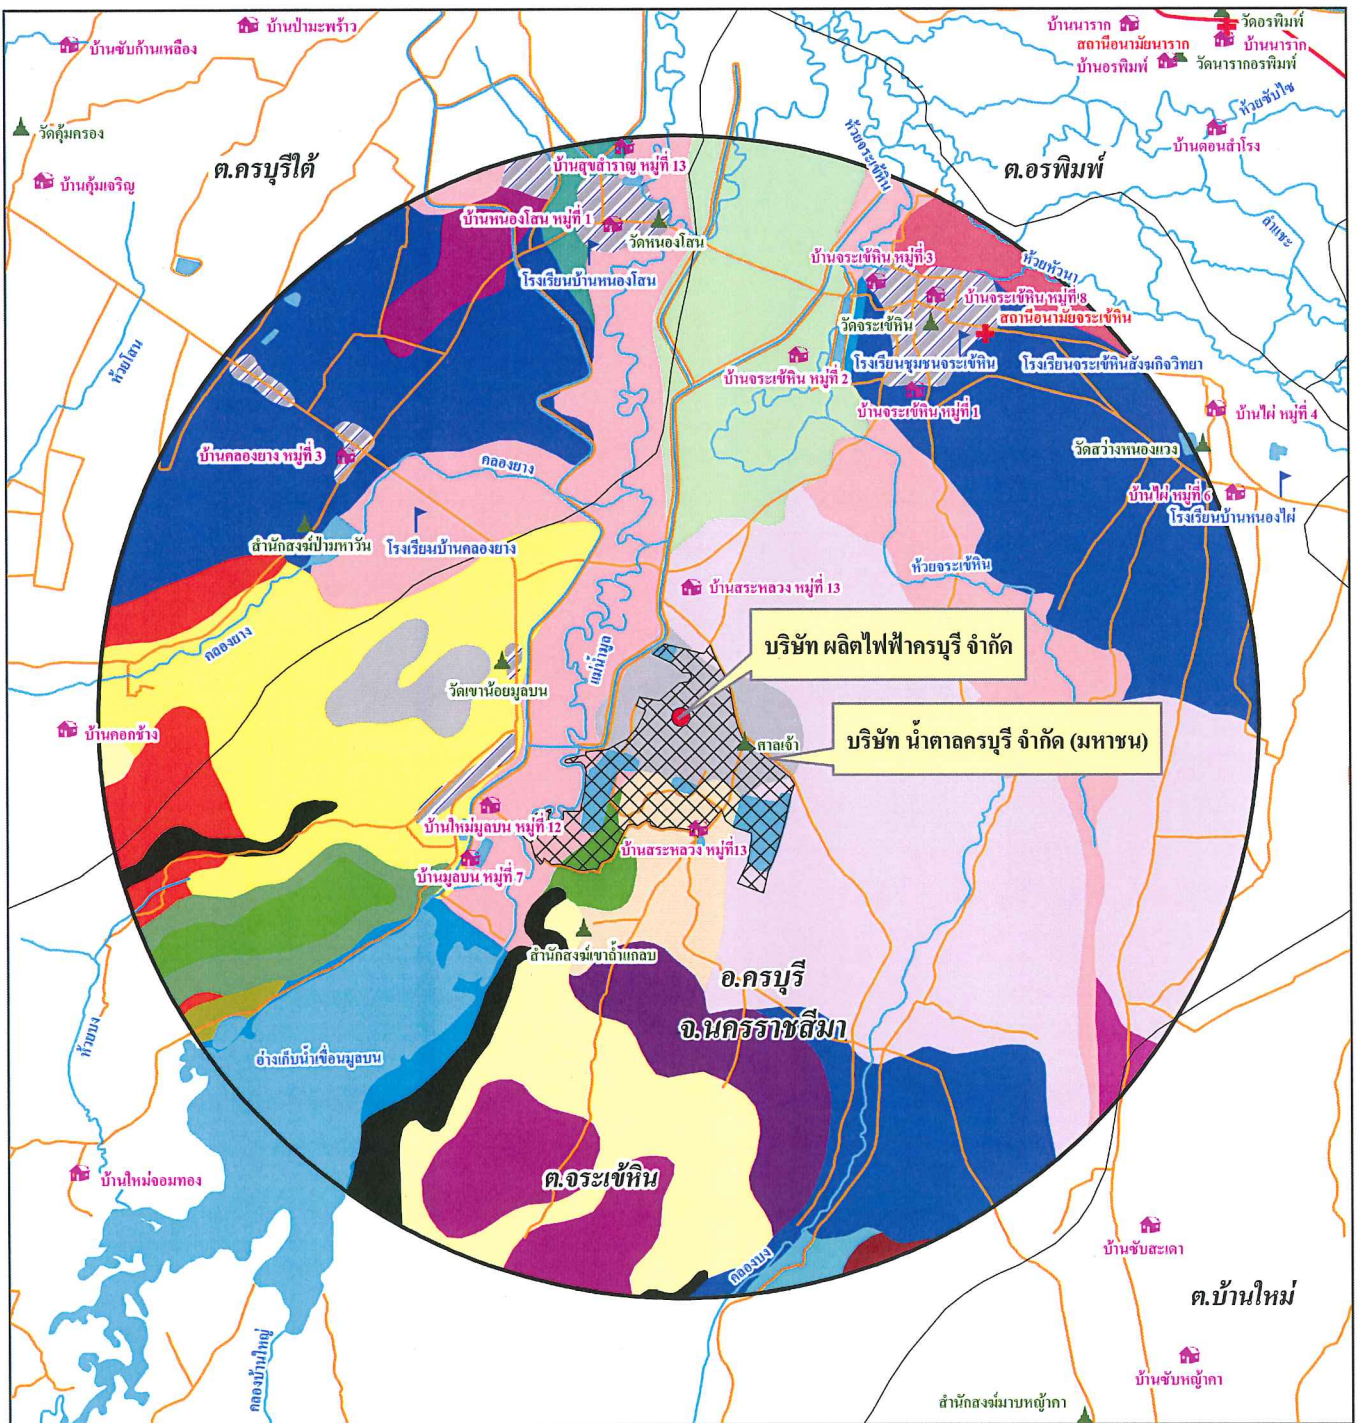 บ้านป่ามะพร้าว
บ้านซับก้านเหลือง
บ้านนาราก
วัดอรพิมพ์
สถานีอนามัยนาราก
บ้านนาราก
บ้านอรพิมพ์
วัดนารากอรพิมพ์
ห้วยซับไซ
วัดคุ้มครอง
บ้านดอนสำโรง
ต.ครบุรีใต้
ต.อรพิมพ์
บ้านคุ้มเจริญ
ห้วยจระเข้หิน
บ้านสุขสำราญ หมู่ที่ 13
บ้านหนองโสน หมู่ที่ 1
วัดหนองโสน
ลำแชะ
บ้านจระเข้หิน หมู่ที่ 3
ห้วยหัวนา
โรงเรียนบ้านหนองโสน
บ้านจระเข้หิน หมู่ที่ 8
สถานีอนามัยจระเข้หิน
วัดจระเข้หิน
ห้วยโสน
โรงเรียนชุมชนจระเข้หิน
โรงเรียนจระเข้หินสังฆกิจวิทยา
บ้านจระเข้หิน หมู่ที่ 2
บ้านจระเข้หิน หมู่ที่ 1
บ้านไผ่ หมู่ที่ 4
บ้านคลองยาง หมู่ที่ 3
คลองยาง
วัดสว่างหนองแวง
บ้านไผ่ หมู่ที่ 6
โรงเรียนบ้านหนองไผ่
สำนักสงฆ์ป่ามหาวัน
โรงเรียนบ้านคลองยาง
ห้วยจระเข้หิน
บ้านสระหลวง หมู่ที่ 13
คลองยาง
บริษัท ผลิตไฟฟ้าครบุรี จำกัด
แม่น้ำมูล
วัดเขาน้อยมูลบน
บ้านคอกช้าง
ศาลเจ้า
บริษัท น้ำตาลครบุรี จำกัด (มหาชน)
บ้านใหม่มูลบน หมู่ที่ 12
บ้านสระหลวง หมู่ที่13
บ้านมูลบน หมู่ที่ 7
สำนักสงฆ์เขาถ้ำแกลบ
อ.ครบุรี
จ.นครราชสีมา
ห้วยบง
อ่างเก็บน้ำเขื่อนมูลบน
บ้านใหม่จอมทอง
ต.จระเข้หิน
บ้านซับสะเดา
คลองบง
ต.บ้านใหม่
คลองบ้านใหญ่
บ้านซับหญ้าคา
สำนักสงฆ์มาบหญ้าคา